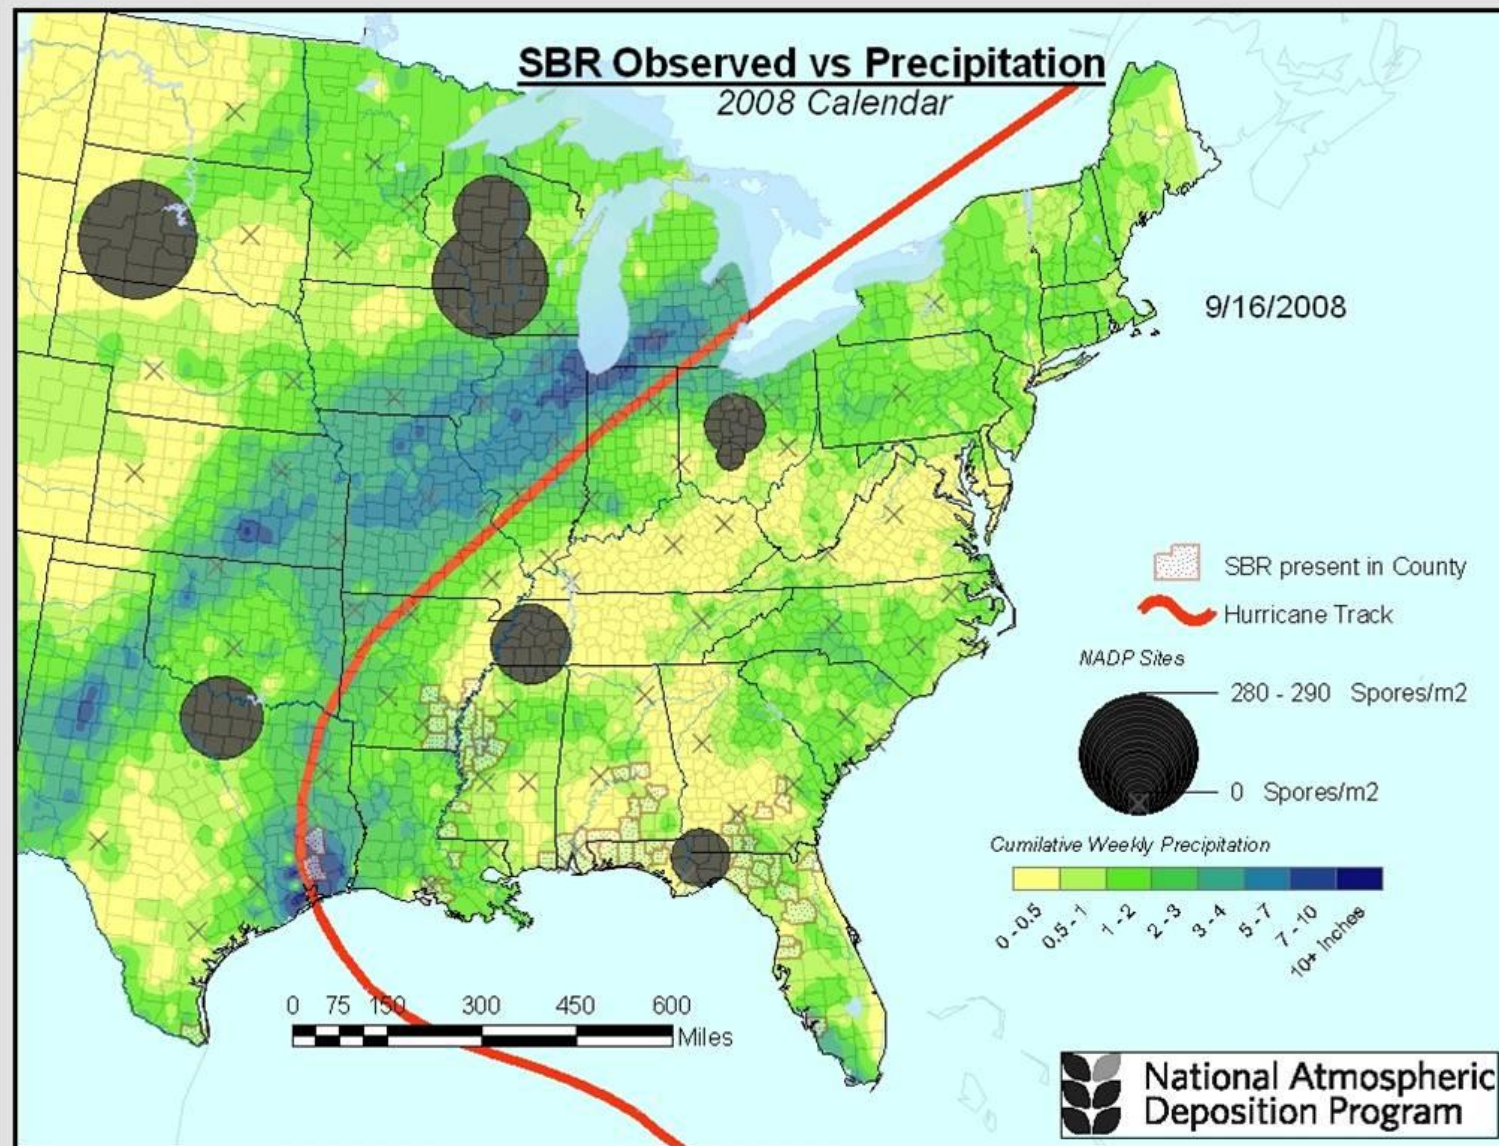 SBR Observed vs Precipitation
2008 Calendar
9/16/2008
SBR present in County
Hurricane Track
NADP Sites
280 - 290 Spores/m2
0 Spores/m2
Cumilative Weekly Precipitation
0 - 0.5
0.5 - 1
1 - 2
2 - 3
3 - 4
5 - 7
7 - 10
10+ Inches
0 75 150 300 450 600
Miles
National Atmospheric
Deposition Program